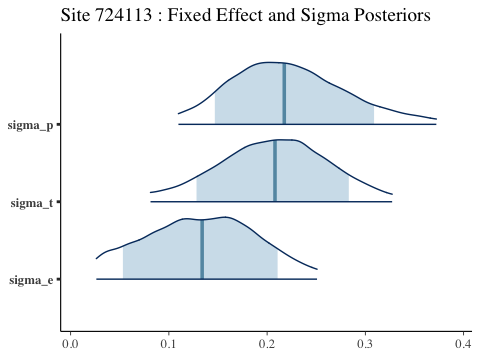 Site 724113 : Fixed Effect and Sigma Posteriors
sigma_p
sigma_t
sigma_e
0.0 0.1 0.2 0.3 0.4